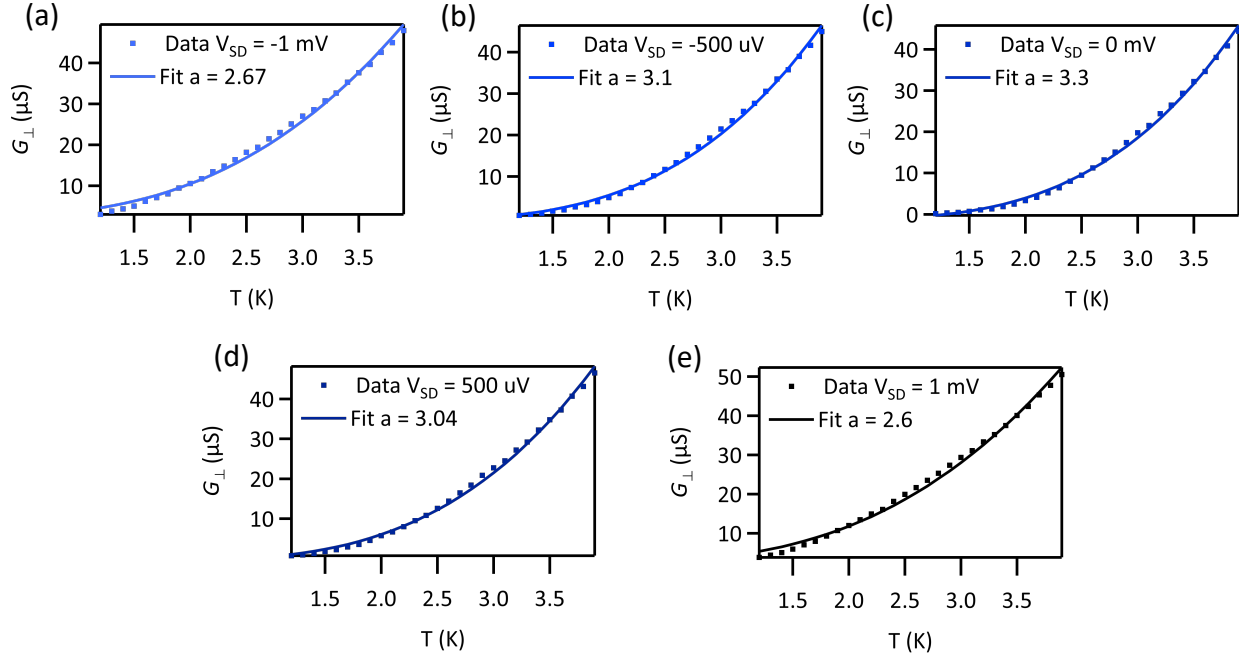 (a)
Data V_SD = -1 mV
Fit a = 2.67
G⊥ (µS)
40
30
20
10
1.5 2.0 2.5 3.0 3.5
T (K)
(b)
Data V_SD = -500 uV
Fit a = 3.1
G⊥ (µS)
40
30
20
10
1.5 2.0 2.5 3.0 3.5
T (K)
(c)
Data V_SD = 0 mV
Fit a = 3.3
G⊥ (µS)
40
30
20
10
0
1.5 2.0 2.5 3.0 3.5
T (K)
(d)
Data V_SD = 500 uV
Fit a = 3.04
G⊥ (µS)
40
30
20
10
1.5 2.0 2.5 3.0 3.5
T (K)
(e)
Data V_SD = 1 mV
Fit a = 2.6
G⊥ (µS)
50
40
30
20
10
1.5 2.0 2.5 3.0 3.5
T (K)